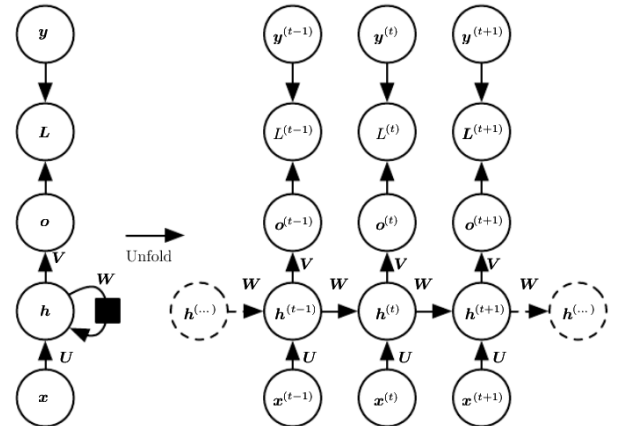 y y^(t−1) y^(t) y^(t+1)
L L^(t−1) L^(t) L^(t+1)
o o^(t−1) o^(t) o^(t+1)
Unfold
V V V V
W W W W W
h h^(...) h^(t−1) h^(t) h^(t+1) h^(...)
U U U U
x x^(t−1) x^(t) x^(t+1)